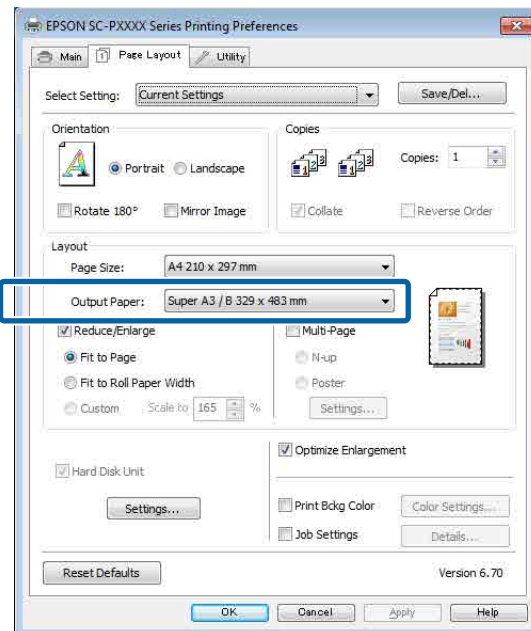 EPSON SC-PXXXX Series Printing Preferences
Main
Page Layout
Utility
Select Setting: Current Settings
Save/Del...
Orientation
Portrait
Landscape
Rotate 180°
Mirror Image
Copies
Copies: 1
Collate
Reverse Order
Layout
Page Size: A4 210 x 297 mm
Output Paper: Super A3 / B 329 x 483 mm
Reduce/Enlarge
Fit to Page
Fit to Roll Paper Width
Custom
Scale to 165 %
Multi-Page
N-up
Poster
Settings...
Optimize Enlargement
Hard Disk Unit
Settings...
Print Bckg Color
Color Settings...
Job Settings
Details...
Reset Defaults
Version 6.70
OK
Cancel
Apply
Help